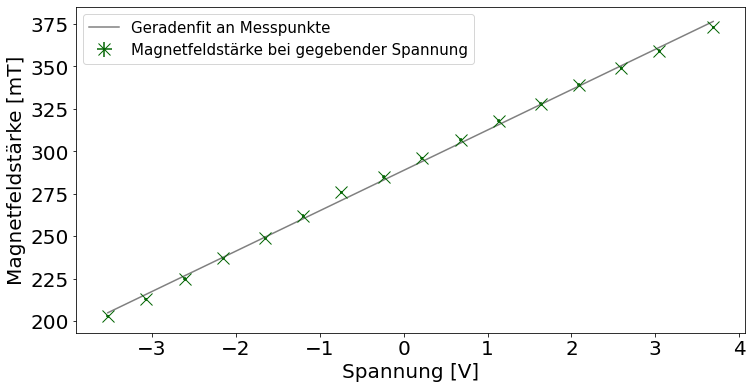 Geradenfit an Messpunkte
Magnetfeldstärke bei gegebender Spannung
375
350
325
300
275
250
225
200
Magnetfeldstärke [mT]
−3 −2 −1 0 1 2 3 4
Spannung [V]